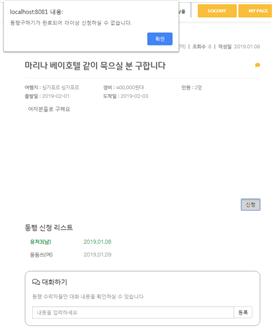 localhost:8081 내용:
동행구하기가 완료되어 더이상 신청하실 수 없습니다.
확인
LOGOUT
MY PAGE
조회수 : 8 | 작성일 : 2019.01.08
마리나 베이호텔 같이 묵으실 분 구합니다
여행지 : 싱가포르 싱가포르
경비 : 400,000원대
인원 : 2명
출발일 : 2019-02-01
도착일 : 2019-02-03
여자분들로 구해요
신청
동행 신청 리스트
유저3(남)
2019.01.08
2019.01.09
대화하기
동행 수락자들만 대화 내용을 확인하실 수 있습니다
내용을 입력하세요
등록